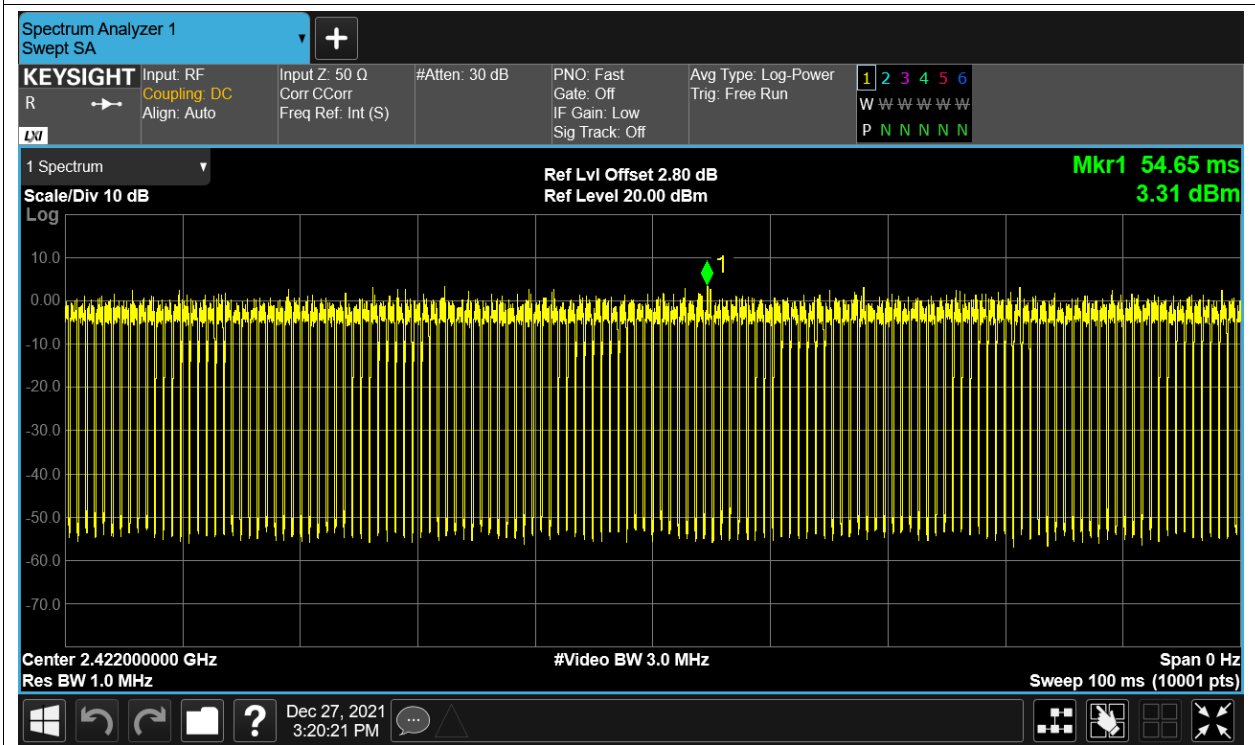 Spectrum Analyzer 1
Swept SA
KEYSIGHT
R
LXI
Input: RF
Coupling: DC
Align: Auto
Input Z: 50 Ω
Corr CCorr
Freq Ref: Int (S)
#Atten: 30 dB
PNO: Fast
Gate: Off
IF Gain: Low
Sig Track: Off
Avg Type: Log-Power
Trig: Free Run
1 2 3 4 5 6
W W W W W W
P N N N N N
1 Spectrum
Scale/Div 10 dB
Ref Lvl Offset 2.80 dB
Ref Level 20.00 dBm
Mkr1 54.65 ms
3.31 dBm
Log
10.0
0.00
-10.0
-20.0
-30.0
-40.0
-50.0
-60.0
-70.0
1
Center 2.422000000 GHz
Res BW 1.0 MHz
#Video BW 3.0 MHz
Span 0 Hz
Sweep 100 ms (10001 pts)
?
Dec 27, 2021
3:20:21 PM